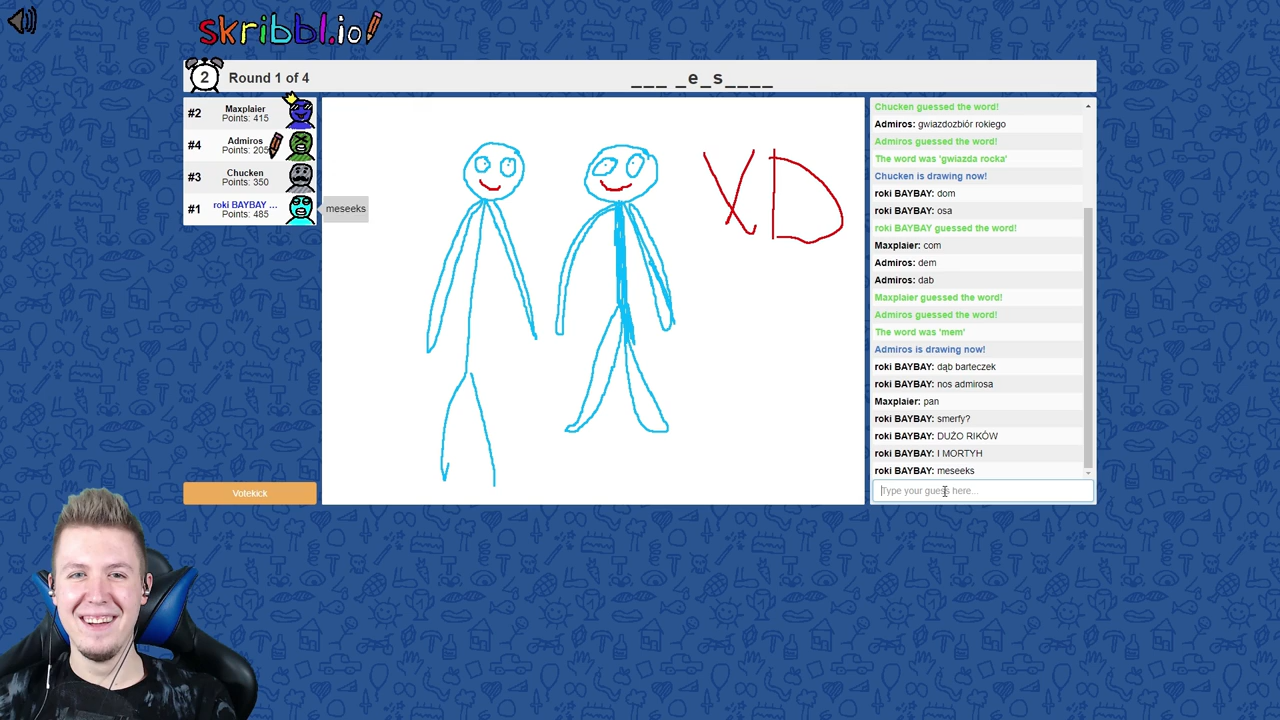 skribbl.io
2
Round 1 of 4
___ _e_s____
#2
Maxplaier
Points: 415
#4
Admiros
Points: 205
#3
Chucken
Points: 350
#1
roki BAYBAY ...
Points: 485
meseeks
Votekick
XD
Chucken guessed the word!
Admiros: gwiazdozbiór rokiego
Admiros guessed the word!
The word was 'gwiazda rocka'
Chucken is drawing now!
roki BAYBAY: dom
roki BAYBAY: osa
roki BAYBAY guessed the word!
Maxplaier: com
Admiros: dem
Admiros: dab
Maxplaier guessed the word!
Admiros guessed the word!
The word was 'mem'
Admiros is drawing now!
roki BAYBAY: dąb barteczek
roki BAYBAY: nos admirosa
Maxplaier: pan
roki BAYBAY: smerfy?
roki BAYBAY: DUŻO RIKÓW
roki BAYBAY: I MORTYH
roki BAYBAY: meseeks
Type your guess here...